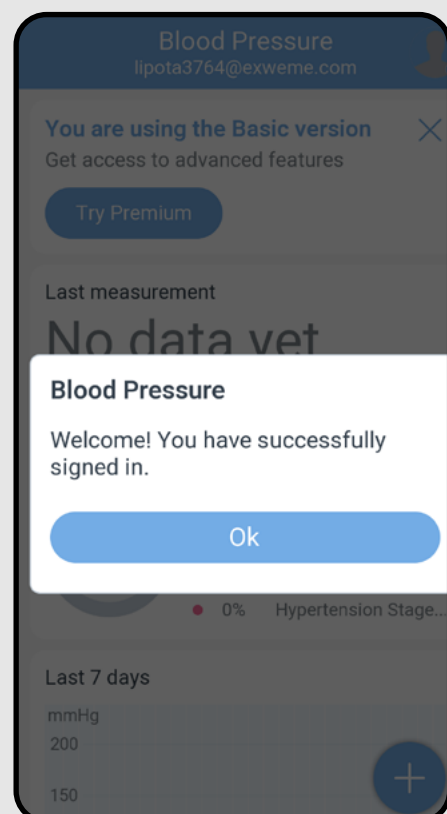 Blood Pressure
lipota3764@exweme.com
You are using the Basic version
Get access to advanced features
Try Premium
Last measurement
No data yet
Blood Pressure
Welcome! You have successfully
signed in.
Ok
0% Hypertension Stage...
Last 7 days
mmHg
200
150